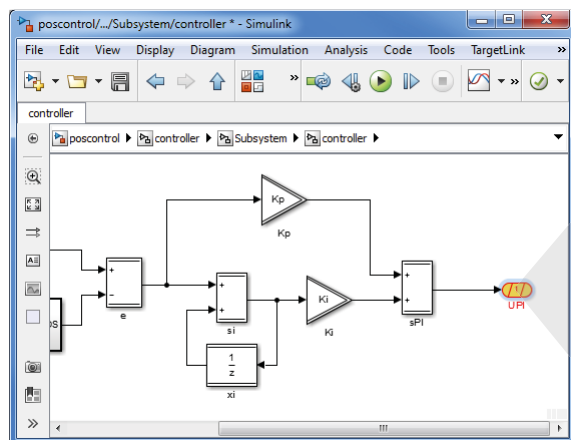 poscontrol/.../Subsystem/controller * - Simulink
File Edit View Display Diagram Simulation Analysis Code Tools TargetLink »
» »
controller
poscontrol controller Subsystem controller
Kp
Kp
+
−
e
+
+
si
Ki
Ki
+
+
sPI
1
UPI
1
z
xi
»